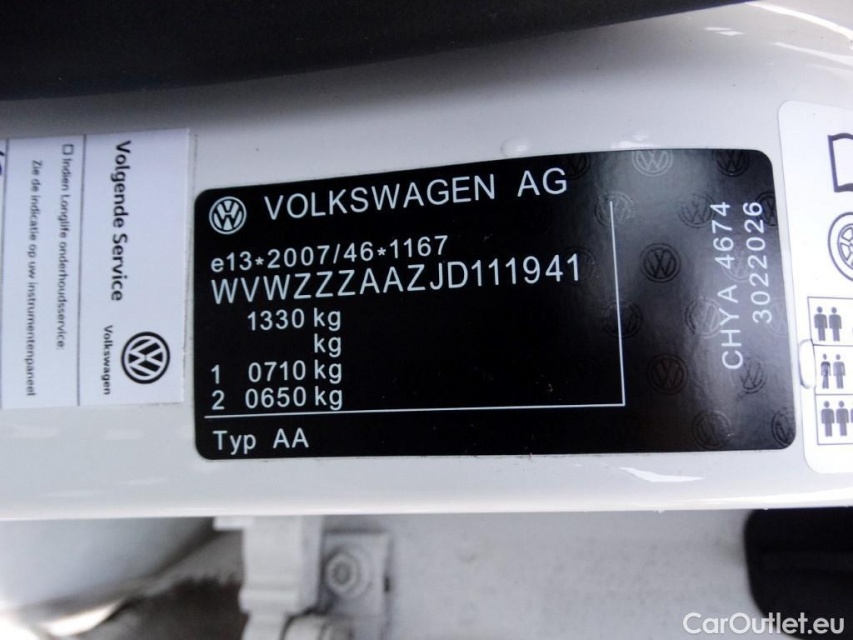 Volgende Service
☐ Indien Longlife onderhoudsservice:
Zie de indicatie op uw instrumentenpaneel
Volkswagen
VOLKSWAGEN AG
e13*2007/46*1167
WVWZZZAAZJD111941
1330 kg
kg
1 0710 kg
2 0650 kg
Typ AA
CHYA 4674
3022026
CarOutlet.eu